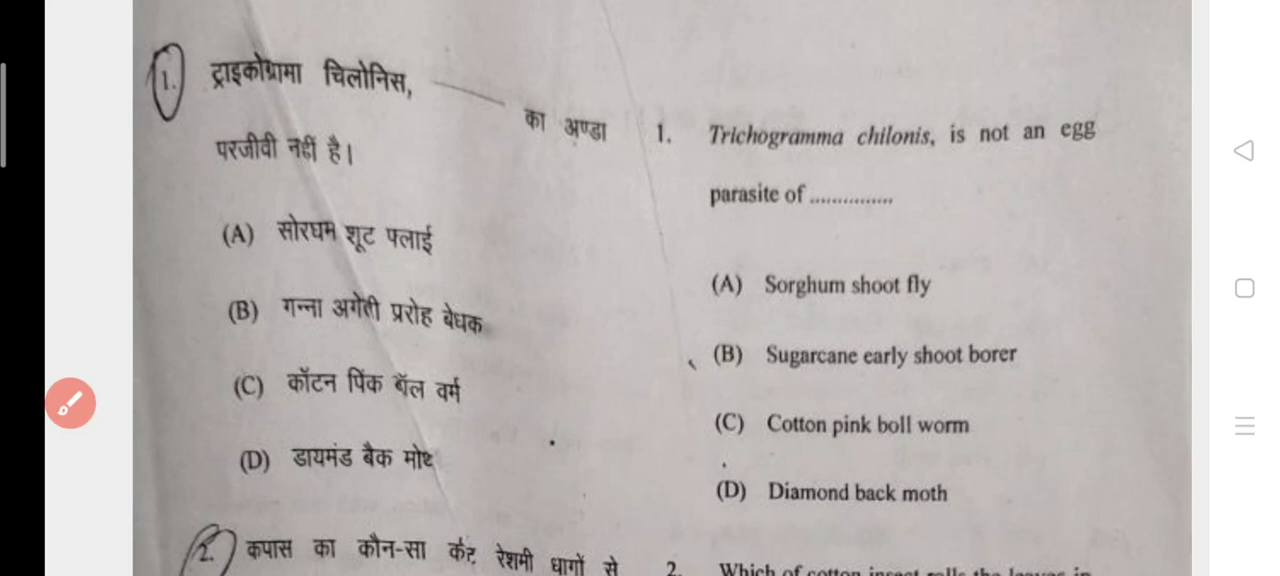 1. ट्राइकोग्रामा चिलोनिस, ______ का अण्डा
परजीवी नहीं है।
(A) सोरघम शूट फ्लाई
(B) गन्ना अगेती प्ररोह बेधक
(C) कॉटन पिंक बॅल वर्म
(D) डायमंड बैक मोथ
2. कपास का कौन-सा कीट रेशमी धागों से
1. Trichogramma chilonis, is not an egg
parasite of ...............
(A) Sorghum shoot fly
(B) Sugarcane early shoot borer
(C) Cotton pink boll worm
(D) Diamond back moth
2. Which of cotton insect rolls the leaves in